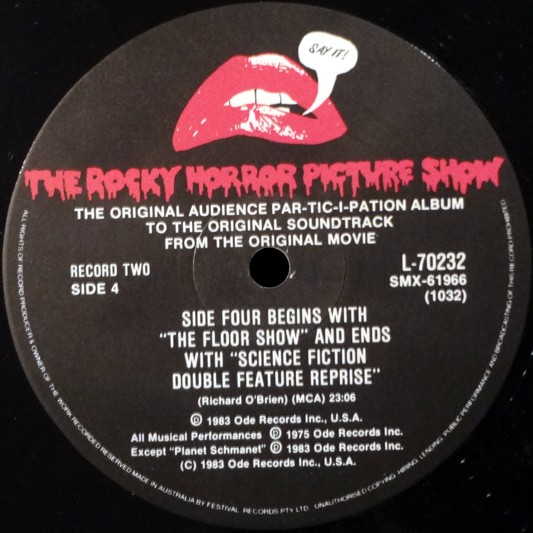 SAY IT!
THE ROCKY HORROR PICTURE SHOW
THE ORIGINAL AUDIENCE PAR-TIC-I-PATION ALBUM
TO THE ORIGINAL SOUNDTRACK
FROM THE ORIGINAL MOVIE
RECORD TWO
SIDE 4
L-70232
SMX-61966
(1032)
SIDE FOUR BEGINS WITH
"THE FLOOR SHOW" AND ENDS
WITH "SCIENCE FICTION
DOUBLE FEATURE REPRISE"
(Richard O'Brien) (MCA) 23:06
Ⓟ 1983 Ode Records Inc., U.S.A.
All Musical Performances Ⓟ 1975 Ode Records Inc.
Except "Planet Schmanet" Ⓟ 1983 Ode Records Inc.
(C) 1983 Ode Records Inc., U.S.A.
ALL RIGHTS OF RECORD PRODUCER & OWNER OF THE WORK RECORDED RESERVED MADE IN AUSTRALIA BY FESTIVAL RECORDS PTY LTD UNAUTHORISED COPYING, HIRING, LENDING, PUBLIC PERFORMANCE AND BROADCASTING OF THIS RECORD PROHIBITED